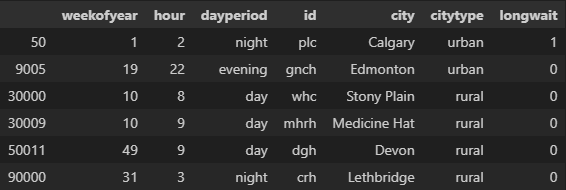 weekofyear hour dayperiod id city citytype longwait
50 1 2 night plc Calgary urban 1
9005 19 22 evening gnch Edmonton urban 0
30000 10 8 day whc Stony Plain rural 0
30009 10 9 day mhrh Medicine Hat rural 0
50011 49 9 day dgh Devon rural 0
90000 31 3 night crh Lethbridge rural 0